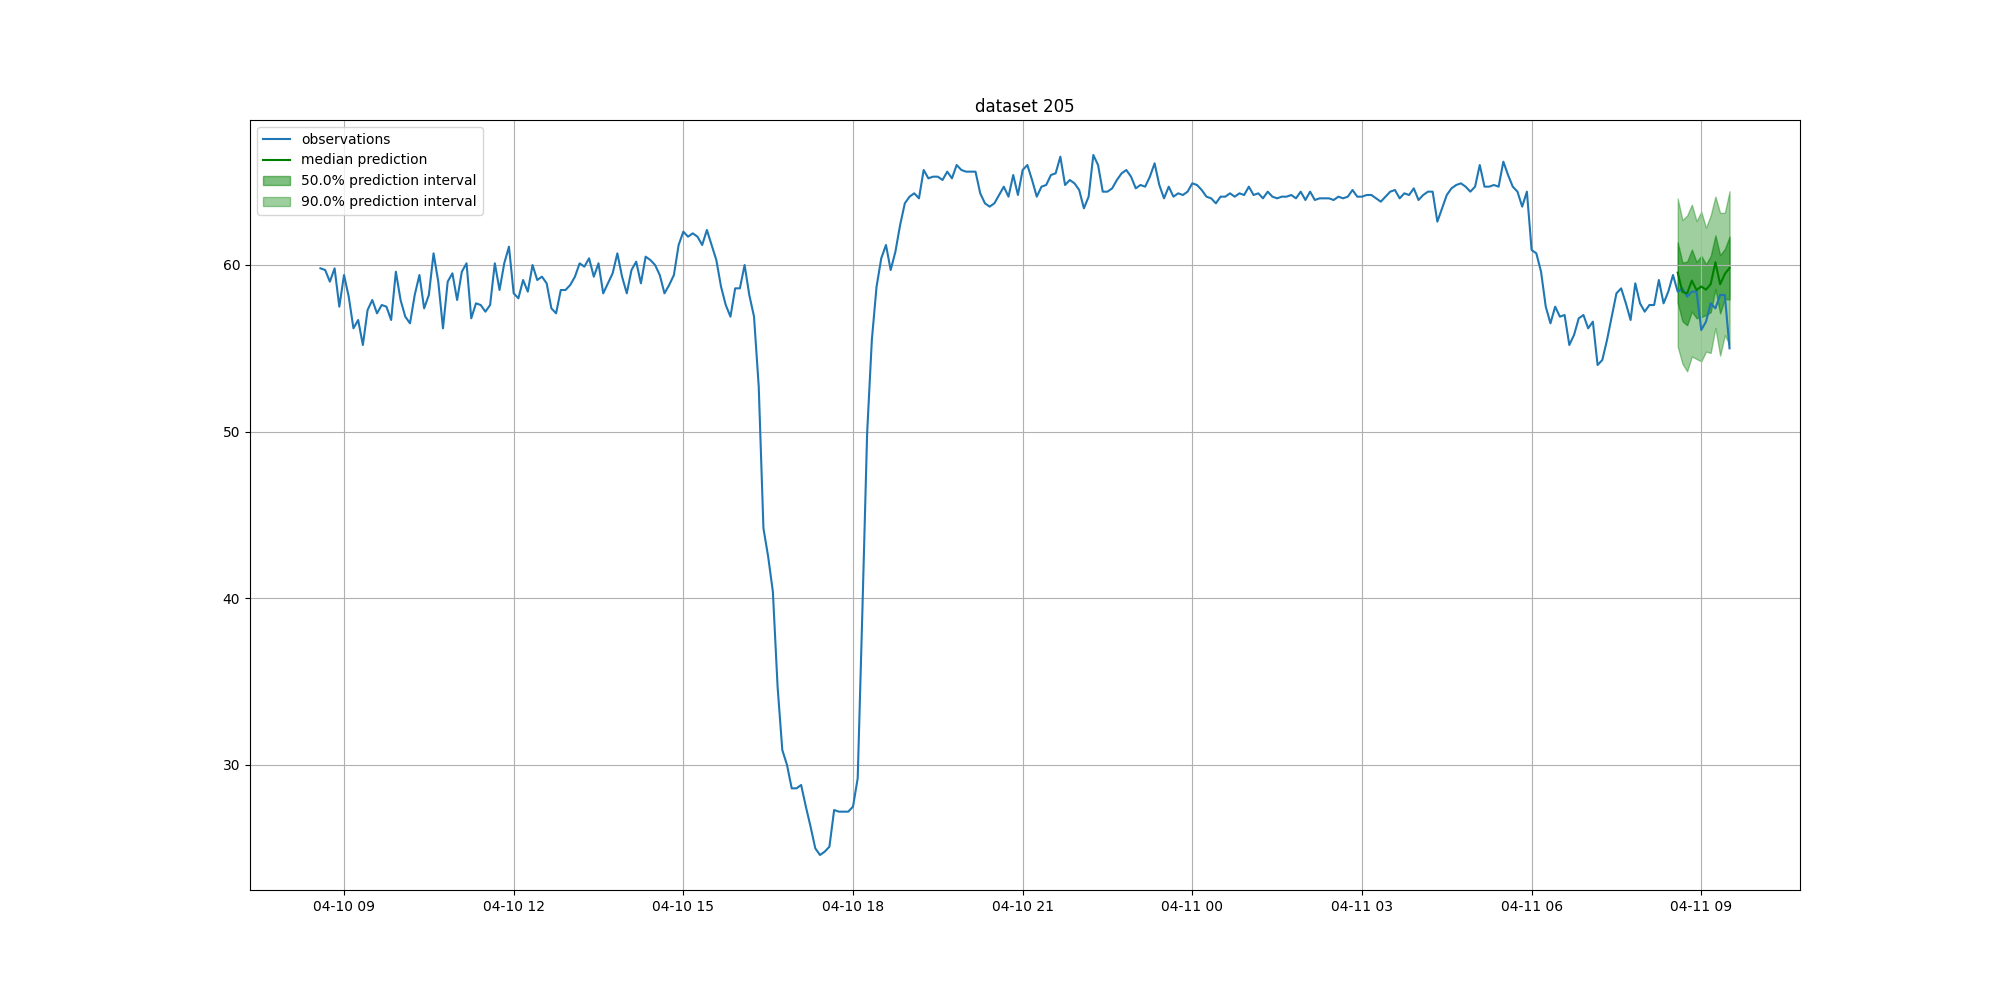 dataset 205
observations
median prediction
50.0% prediction interval
90.0% prediction interval
60
50
40
30
04-10 09 04-10 12 04-10 15 04-10 18 04-10 21 04-11 00 04-11 03 04-11 06 04-11 09